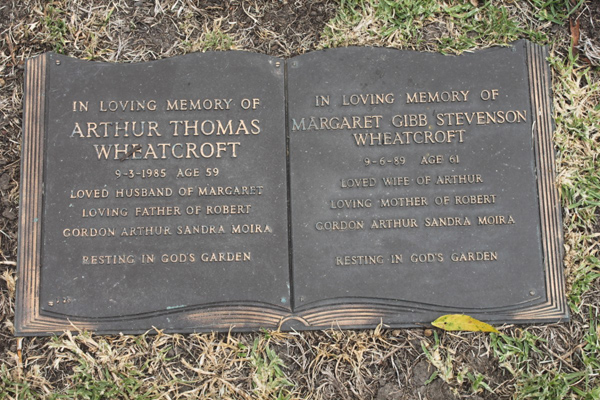 IN LOVING MEMORY OF
ARTHUR THOMAS
WHEATCROFT
9-3-1985 AGE 59
LOVED HUSBAND OF MARGARET
LOVING FATHER OF ROBERT
GORDON ARTHUR SANDRA MOIRA
RESTING IN GOD'S GARDEN
IN LOVING MEMORY OF
MARGARET GIBB STEVENSON
WHEATCROFT
9-6-89 AGE 61
LOVED WIFE OF ARTHUR
LOVING MOTHER OF ROBERT
GORDON ARTHUR SANDRA MOIRA
RESTING IN GOD'S GARDEN